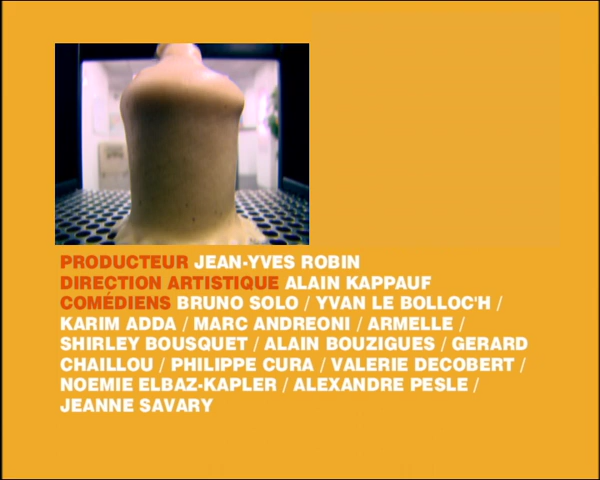 PRODUCTEUR JEAN-YVES ROBIN
DIRECTION ARTISTIQUE ALAIN KAPPAUF
COMÉDIENS BRUNO SOLO / YVAN LE BOLLOC'H /
KARIM ADDA / MARC ANDREONI / ARMELLE /
SHIRLEY BOUSQUET / ALAIN BOUZIGUES / GERARD
CHAILLOU / PHILIPPE CURA / VALERIE DECOBERT /
NOEMIE ELBAZ-KAPLER / ALEXANDRE PESLE /
JEANNE SAVARY